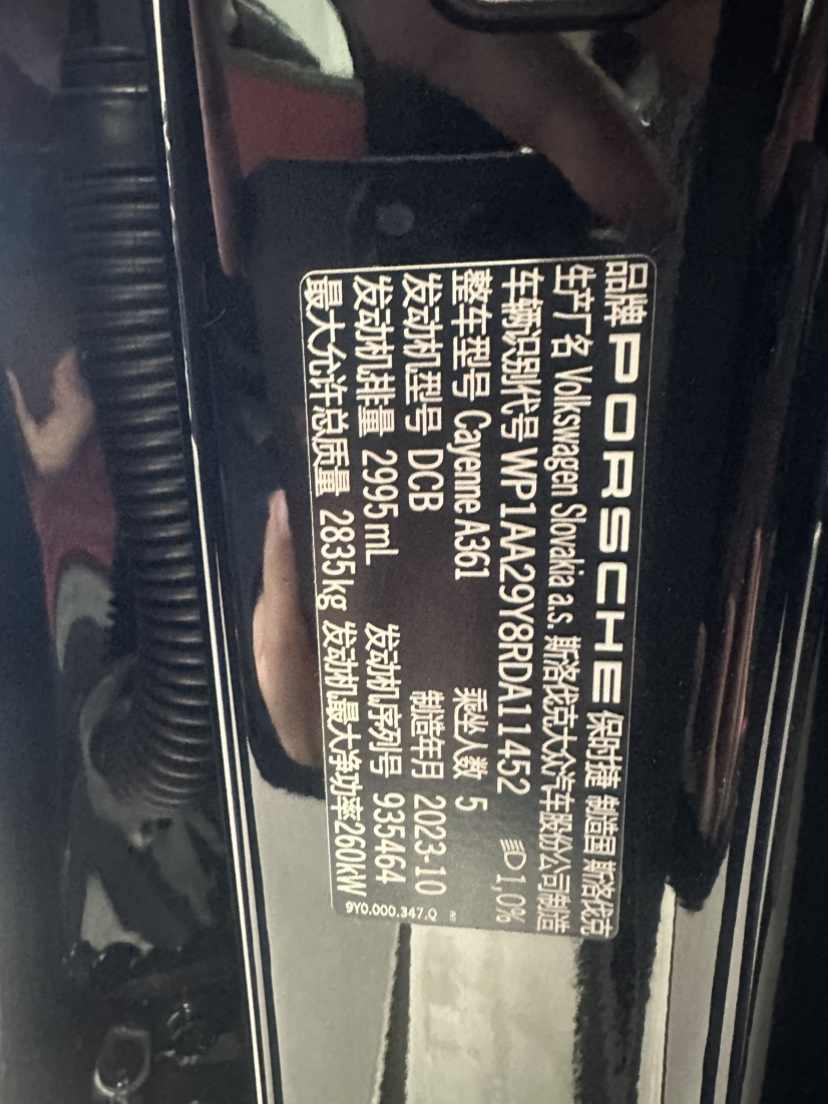 品牌 PORSCHE 保时捷 制造国 斯洛伐克
生产厂名 Volkswagen Slovakia a.s. 斯洛伐克大众汽车股份公司制造
车辆识别代号 WP1AA29Y8RDA11452 1,0%
整车型号 Cayenne A361 乘坐人数 5
发动机型号 DCB 制造年月 2023-10
发动机排量 2995mL 发动机序列号 935464
最大允许总质量 2835kg 发动机最大净功率260kW
9Y0.000.347.Q